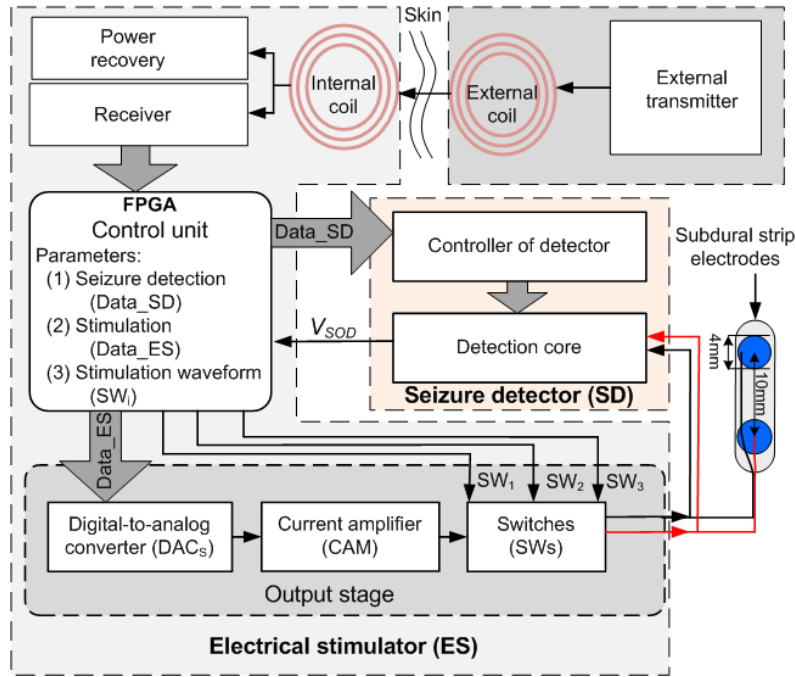 Power
recovery
Receiver
Internal
coil
Skin
External
coil
External
transmitter
FPGA
Control unit
Parameters:
(1) Seizure detection
(Data_SD)
(2) Stimulation
(Data_ES)
(3) Stimulation waveform
(SWi)
Data_SD
Controller of detector
Detection core
VSOD
Seizure detector (SD)
Subdural strip
electrodes
4mm
10mm
Data_ES
SW1
SW2
SW3
Digital-to-analog
converter (DACS)
Current amplifier
(CAM)
Switches
(SWs)
Output stage
Electrical stimulator (ES)